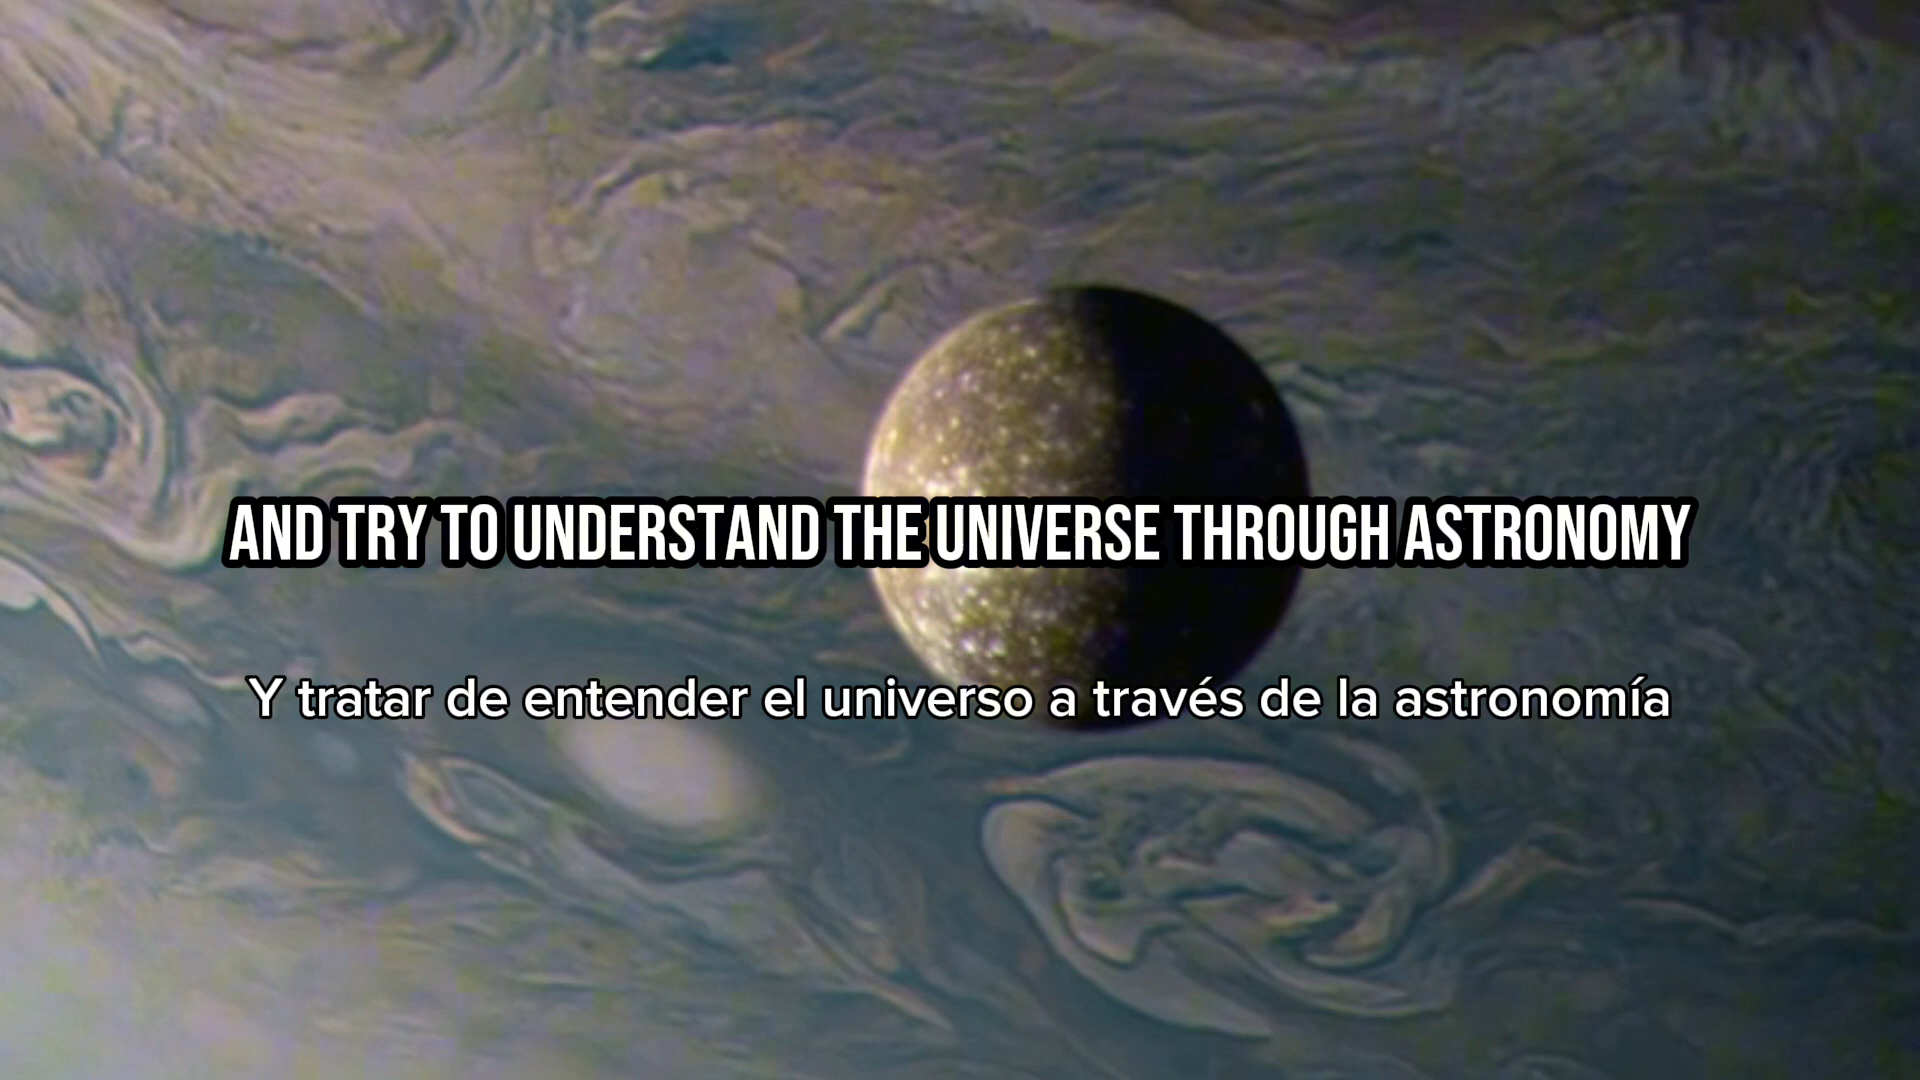 AND TRY TO UNDERSTAND THE UNIVERSE THROUGH ASTRONOMY
Y tratar de entender el universo a través de la astronomía